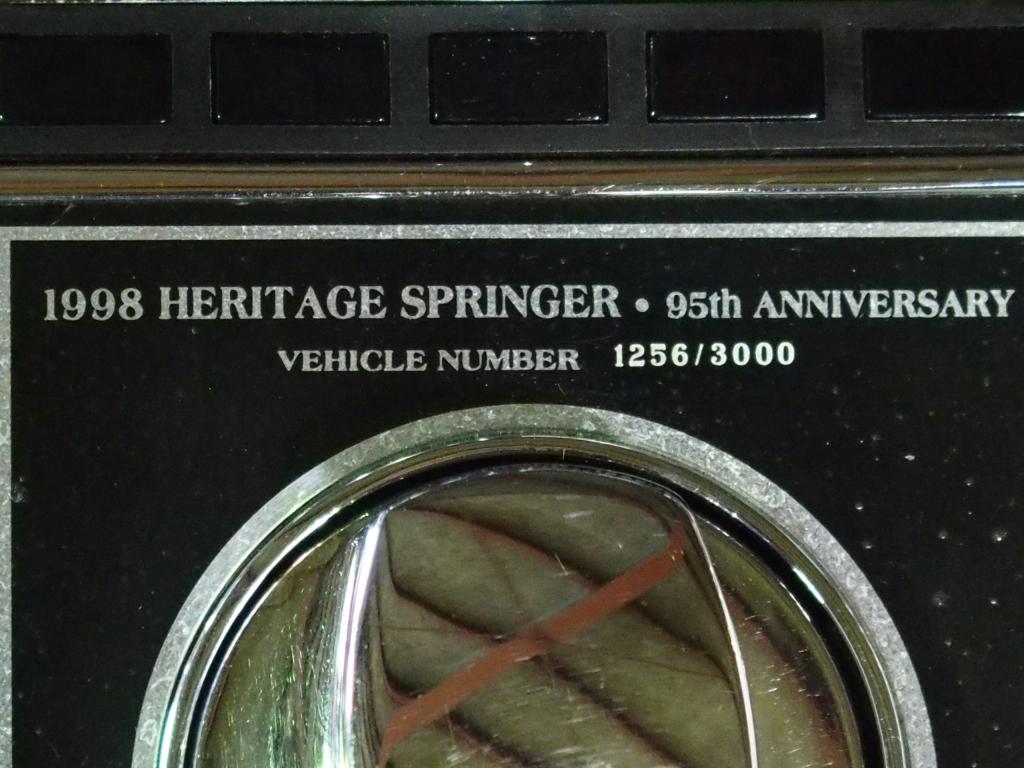 1998 HERITAGE SPRINGER • 95th ANNIVERSARY
VEHICLE NUMBER 1256/3000